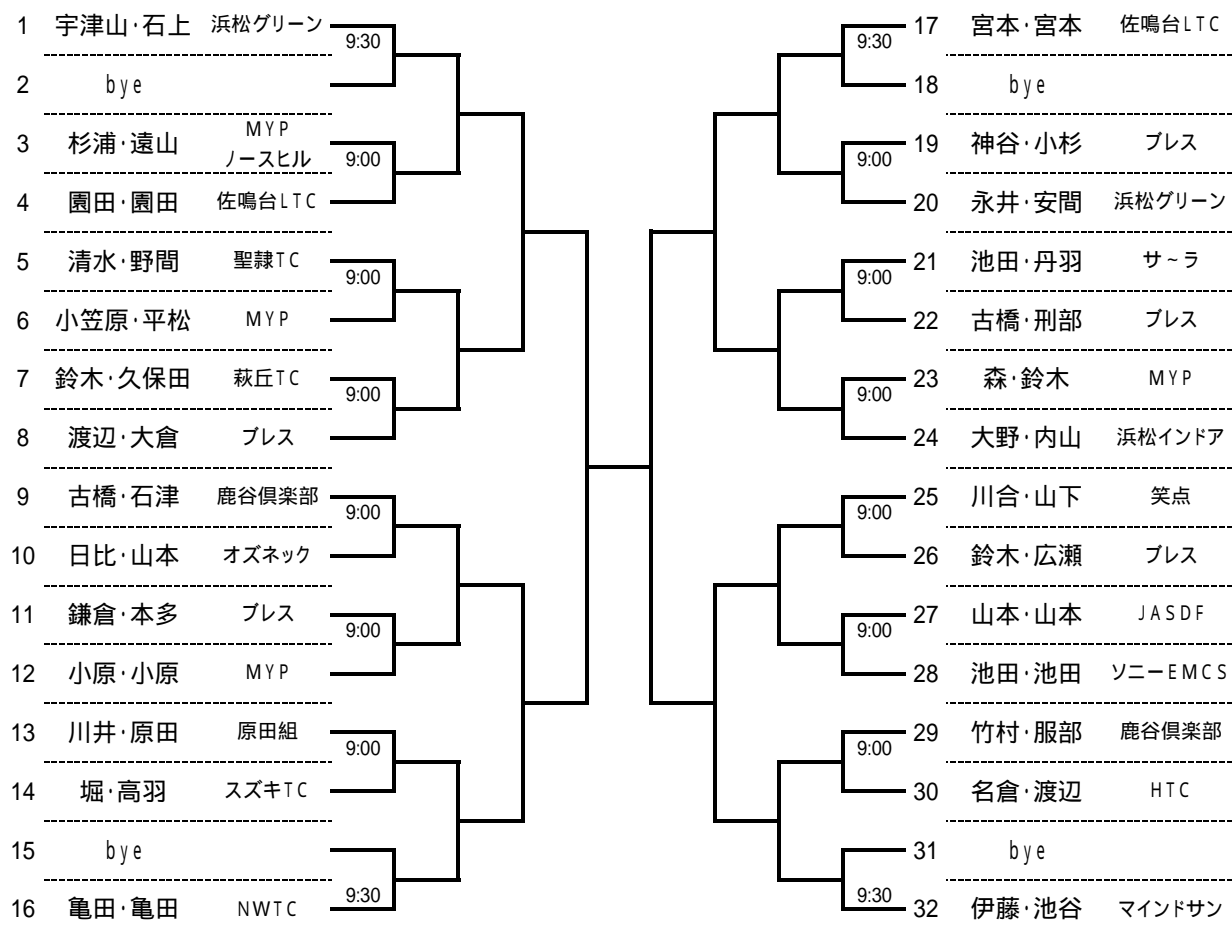 1 宇津山・石上 浜松グリーン
9:30
2 bye
3 杉浦・遠山 MYP
ノースヒル
9:00
4 園田・園田 佐鳴台LTC
5 清水・野間 聖隷TC
9:00
6 小笠原・平松 MYP
7 鈴木・久保田 萩丘TC
9:00
8 渡辺・大倉 ブレス
9 古橋・石津 鹿谷倶楽部
9:00
10 日比・山本 オズネック
11 鎌倉・本多 ブレス
9:00
12 小原・小原 MYP
13 川井・原田 原田組
9:00
14 堀・高羽 スズキTC
15 bye
9:30
16 亀田・亀田 NWTC
17 宮本・宮本 佐鳴台LTC
9:30
18 bye
19 神谷・小杉 ブレス
9:00
20 永井・安間 浜松グリーン
21 池田・丹羽 サ~ラ
9:00
22 古橋・刑部 ブレス
23 森・鈴木 MYP
9:00
24 大野・内山 浜松インドア
25 川合・山下 笑点
9:00
26 鈴木・広瀬 ブレス
27 山本・山本 JASDF
9:00
28 池田・池田 ソニーEMCS
29 竹村・服部 鹿谷倶楽部
9:00
30 名倉・渡辺 HTC
31 bye
9:30
32 伊藤・池谷 マインドサン